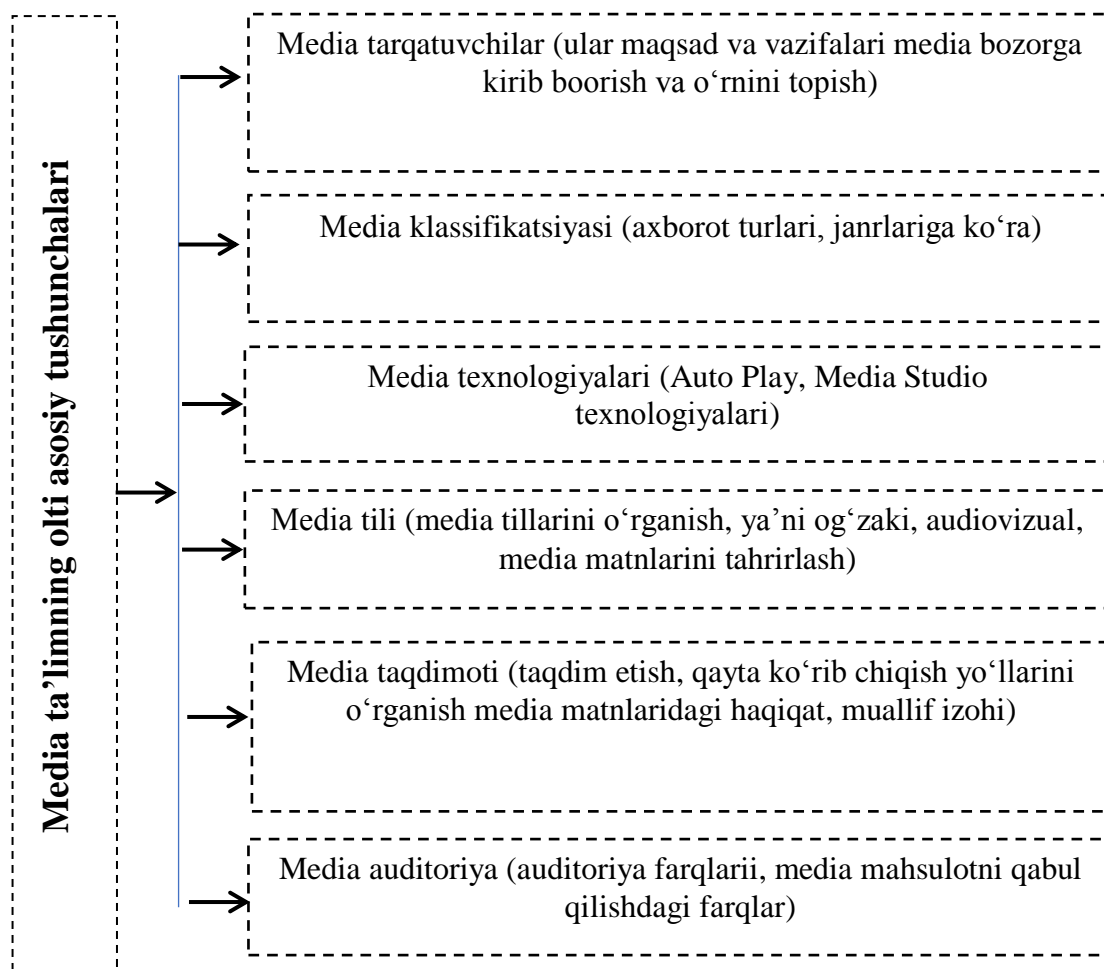 Media ta’limning olti asosiy tushunchalari
Media tarqatuvchilar (ular maqsad va vazifalari media bozorga
kirib boorish va o‘rnini topish)
Media klassifikatsiyasi (axborot turlari, janrlariga ko‘ra)
Media texnologiyalari (Auto Play, Media Studio
texnologiyalari)
Media tili (media tillarini o‘rganish, ya’ni og‘zaki, audiovizual,
media matnlarini tahrirlash)
Media taqdimoti (taqdim etish, qayta ko‘rib chiqish yo‘llarini
o‘rganish media matnlaridagi haqiqat, muallif izohi)
Media auditoriya (auditoriya farqlarii, media mahsulotni qabul
qilishdagi farqlar)